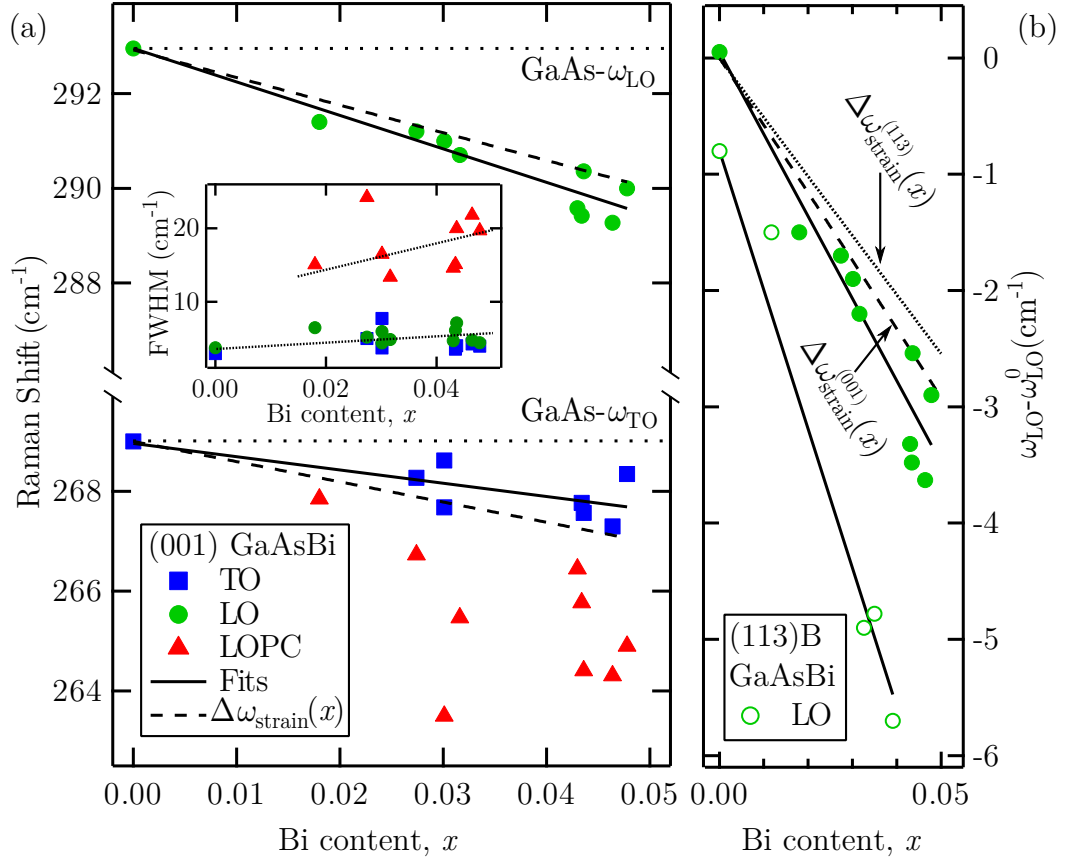 (a)
GaAs-ωLO
292
290
288
Raman Shift (cm-1)
FWHM (cm-1)
20
10
0.00
0.02
0.04
Bi content, x
GaAs-ωTO
268
266
264
(001) GaAsBi
TO
LO
LOPC
Fits
Δωstrain(x)
0.00
0.01
0.02
0.03
0.04
0.05
Bi content, x
(b)
0
-1
-2
-3
-4
-5
-6
ωLO-ω0LO(cm-1)
Δω(113)strain(x)
Δω(001)strain(x)
(113)B
GaAsBi
LO
0.00
0.05
Bi content, x